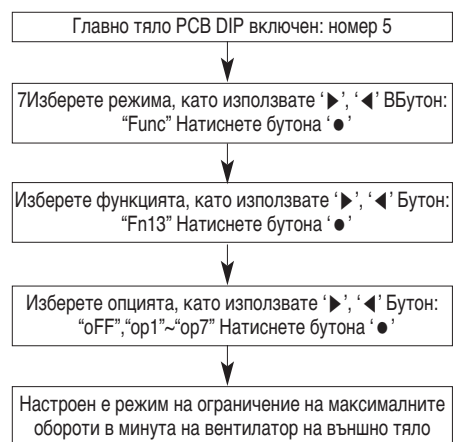 Главно тяло PCB DIP включен: номер 5
7Изберете режима, като използвате ‘▶’, ‘◀’ ВБутон:
“Func” Натиснете бутона ‘●’
Изберете функцията, като използвате ‘▶’, ‘◀’ Бутон:
“Fn13” Натиснете бутона ‘●’
Изберете опцията, като използвате ‘▶’, ‘◀’ Бутон:
“oFF”,“op1”~“op7” Натиснете бутона ‘●’
Настроен е режим на ограничение на максималните
обороти в минута на вентилатор на външно тяло